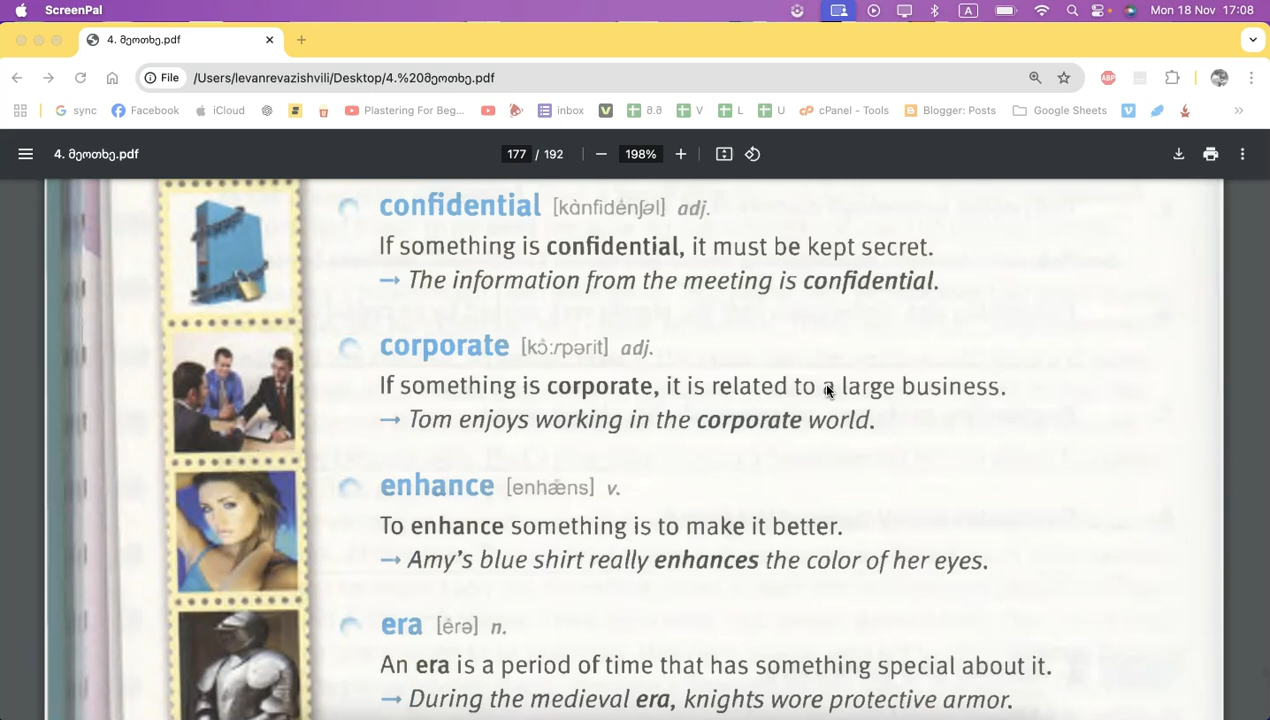 ScreenPal
A
Mon 18 Nov 17:08
4. მეოთხე.pdf
File
/Users/levanrevazishvili/Desktop/4.%20მეოთხე.pdf
ABP
sync
Facebook
iCloud
Plastering For Beg...
inbox
მ.მ
V
L
U
cPanel - Tools
Blogger: Posts
Google Sheets
4. მეოთხე.pdf
177 / 192
198%
confidential [kànfidénʃəl] adj.
If something is confidential, it must be kept secret.
→ The information from the meeting is confidential.
corporate [kɔ́:rpərit] adj.
If something is corporate, it is related to a large business.
→ Tom enjoys working in the corporate world.
enhance [enhǽns] v.
To enhance something is to make it better.
→ Amy's blue shirt really enhances the color of her eyes.
era [érə] n.
An era is a period of time that has something special about it.
→ During the medieval era, knights wore protective armor.